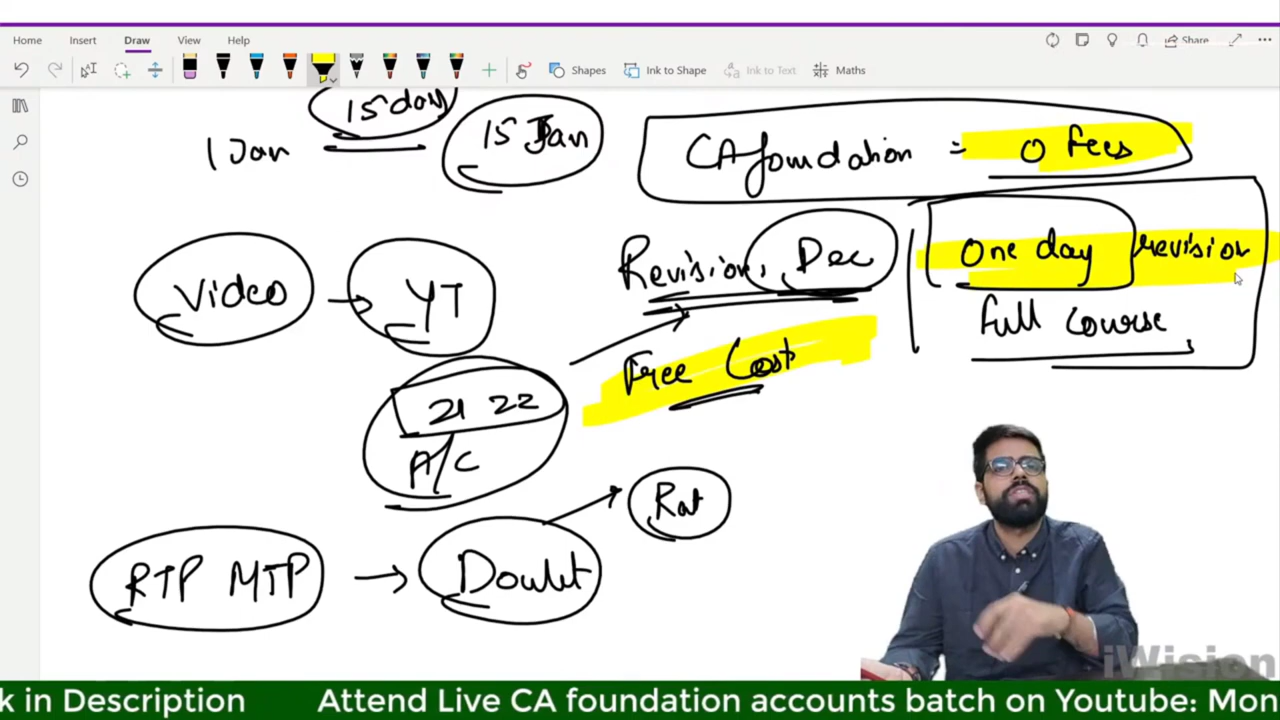 Home Insert Draw View Help Share
Shapes Ink to Shape Ink to Text Maths
15 day
1 Jan
15 Jan
CA foundation = 0 fees
Video → YT
Revision, Dec
One day revision
Full course
Free Cost
21 22
A/C
RTP MTP → Doubt
Rat
iWision
k in Description Attend Live CA foundation accounts batch on Youtube: Mon